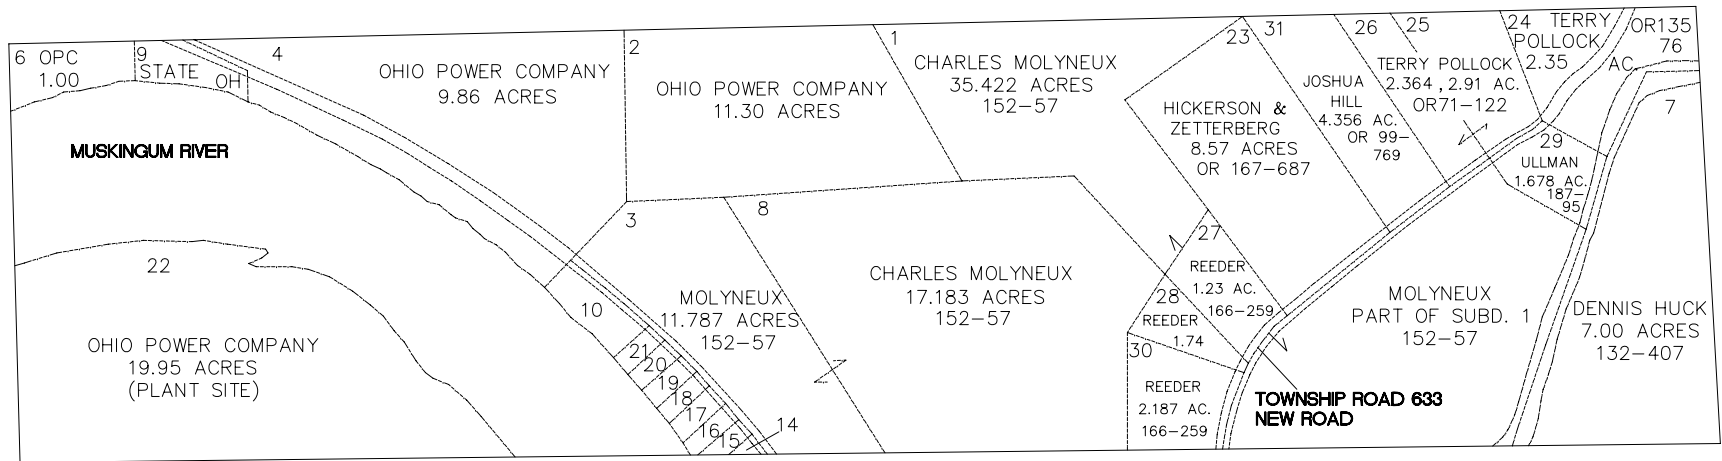 6 OPC
1.00
9
STATE OH
4
OHIO POWER COMPANY
9.86 ACRES
2
OHIO POWER COMPANY
11.30 ACRES
1
CHARLES MOLYNEUX
35.422 ACRES
152-57
23
31
HICKERSON &
ZETTERBERG
8.57 ACRES
OR 167-687
26
JOSHUA
HILL
4.356 AC.
OR 99-
769
25
TERRY POLLOCK
2.364 , 2.91 AC.
OR71-122
24 TERRY
POLLOCK
2.35 AC.
OR135
76
7
29
ULLMAN
1.678 AC.
187-
95
MUSKINGUM RIVER
22
OHIO POWER COMPANY
19.95 ACRES
(PLANT SITE)
3
MOLYNEUX
11.787 ACRES
152-57
8
CHARLES MOLYNEUX
17.183 ACRES
152-57
10
21
20
19
18
17
16
15
14
27
REEDER
1.23 AC.
166-259
28
REEDER
1.74
30
REEDER
2.187 AC.
166-259
MOLYNEUX
PART OF SUBD. 1
152-57
DENNIS HUCK
7.00 ACRES
132-407
TOWNSHIP ROAD 633
NEW ROAD